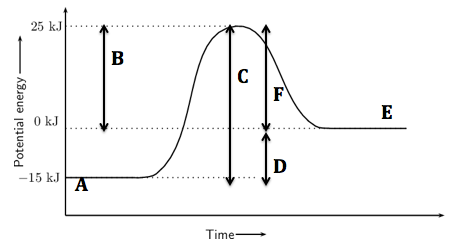 25 kJ
B
C
F
E
0 kJ
D
−15 kJ
A
Potential energy
Time